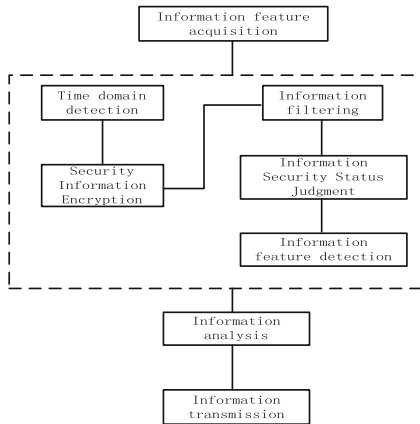 Information feature
acquisition
Time domain
detection
Security
Information
Encryption
Information
filtering
Information
Security Status
Judgment
Information
feature detection
Information
analysis
Information
transmission